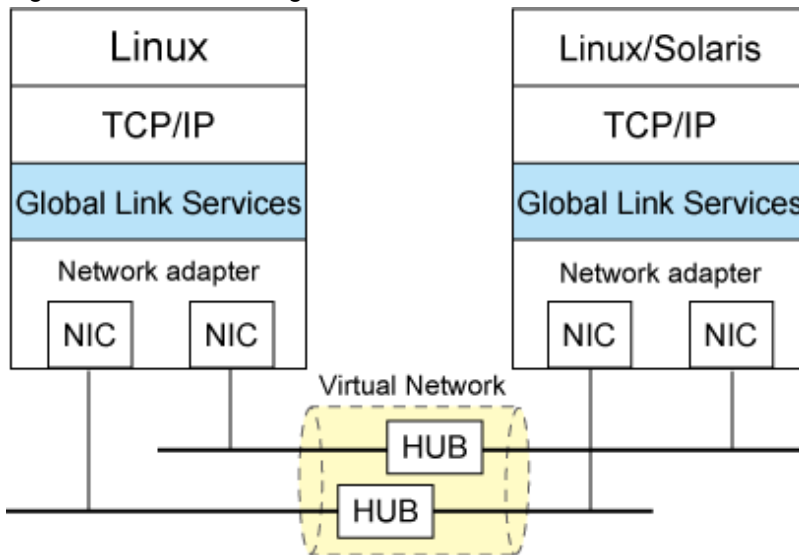 Linux
TCP/IP
Global Link Services
Network adapter
NIC NIC
Linux/Solaris
TCP/IP
Global Link Services
Network adapter
NIC NIC
Virtual Network
HUB
HUB